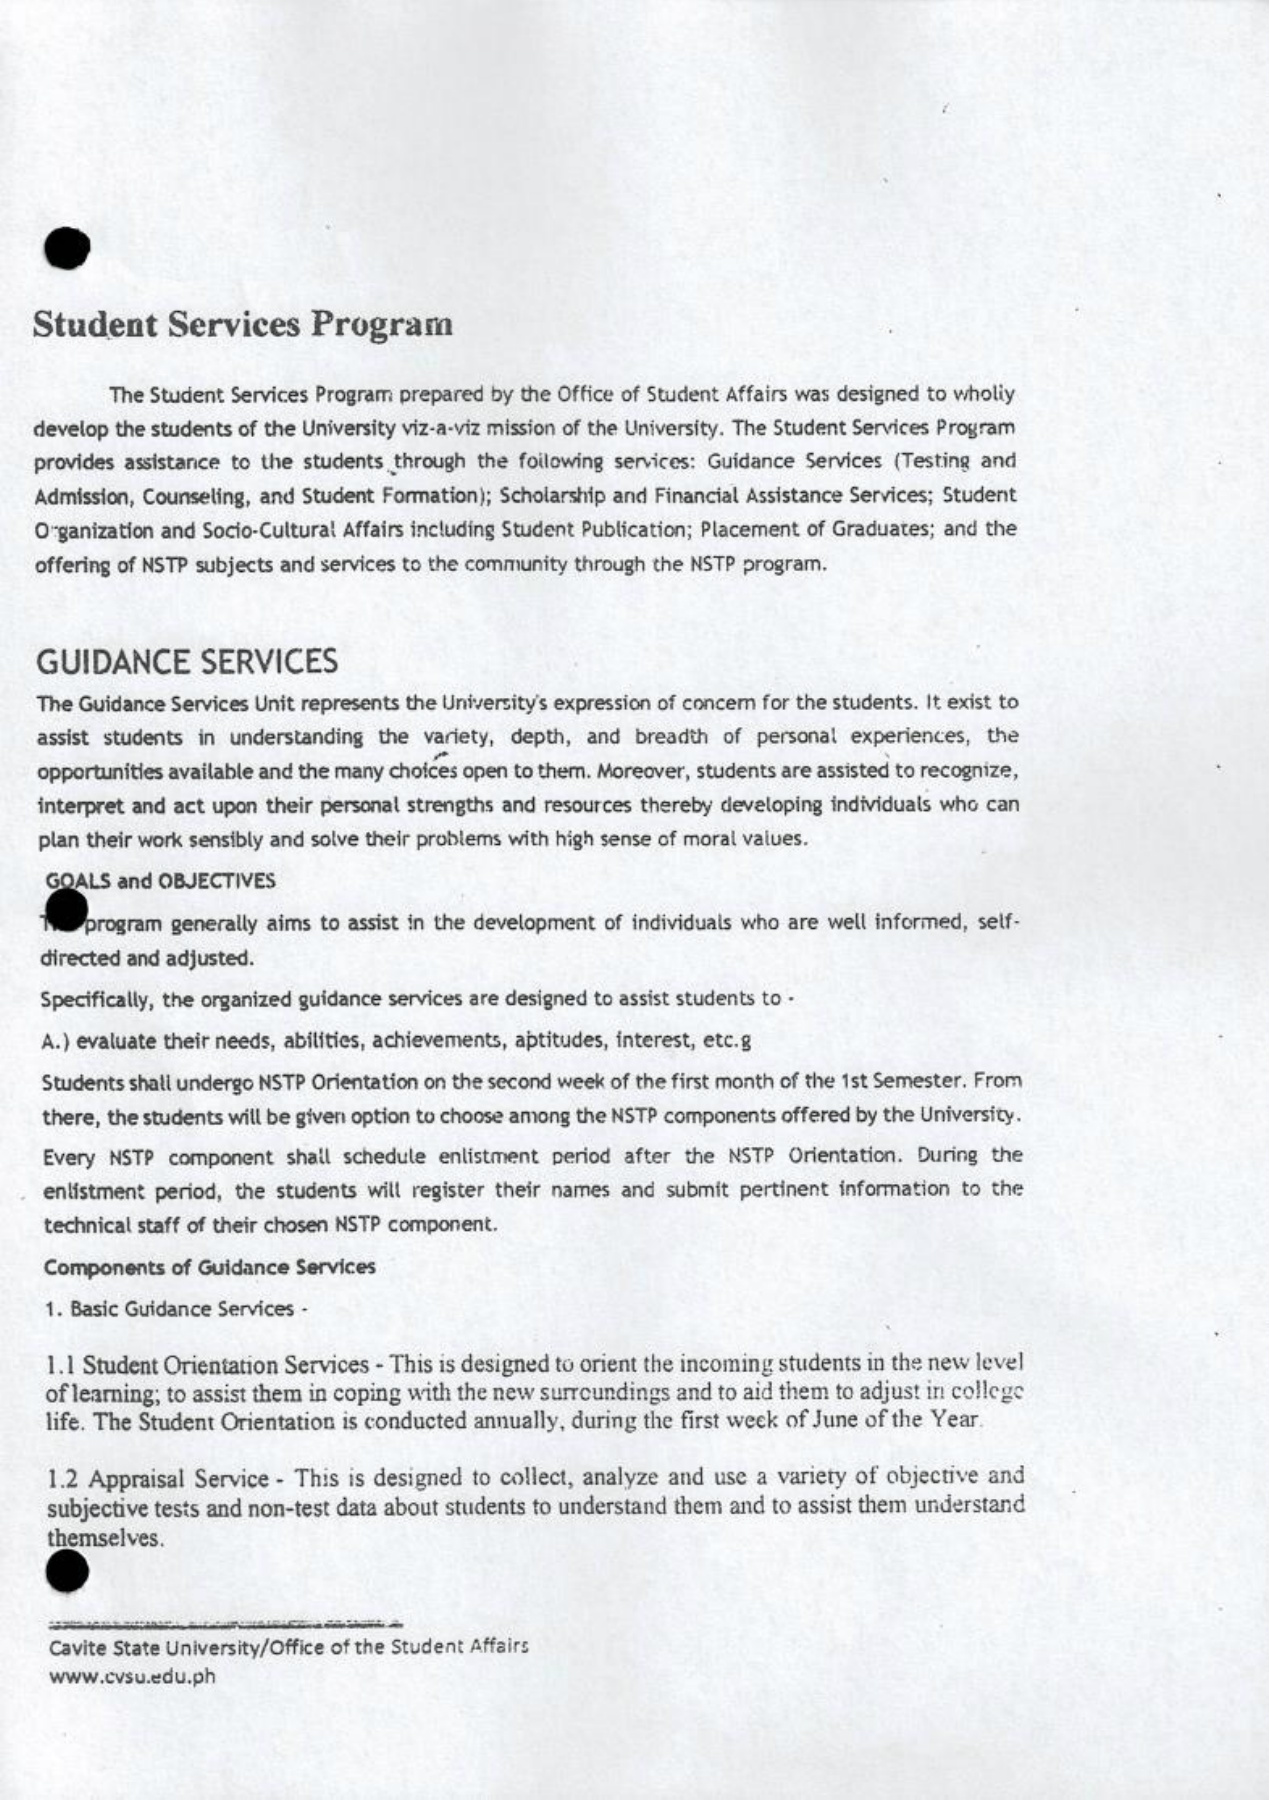 Student Services Program
The Student Services Program prepared by the Office of Student Affairs was designed to wholly
develop the students of the University viz-a-viz mission of the University. The Student Services Program
provides assistance to the students through the following services: Guidance Services (Testing and
Admission, Counseling, and Student Formation); Scholarship and Financial Assistance Services; Student
Organization and Socio-Cultural Affairs including Student Publication; Placement of Graduates; and the
offering of NSTP subjects and services to the community through the NSTP program.
GUIDANCE SERVICES
The Guidance Services Unit represents the University's expression of concern for the students. It exist to
assist students in understanding the variety, depth, and breadth of personal experiences, the
opportunities available and the many choices open to them. Moreover, students are assisted to recognize,
interpret and act upon their personal strengths and resources thereby developing individuals who can
plan their work sensibly and solve their problems with high sense of moral values.
GOALS and OBJECTIVES
program generally aims to assist in the development of individuals who are well informed, self-
directed and adjusted.
Specifically, the organized guidance services are designed to assist students to -
A.) evaluate their needs, abilities, achievements, aptitudes, interest, etc.g
Students shall undergo NSTP Orientation on the second week of the first month of the 1st Semester. From
there, the students will be given option to choose among the NSTP components offered by the University.
Every NSTP component shall schedule enlistment period after the NSTP Orientation. During the
enlistment period, the students will register their names and submit pertinent information to the
technical staff of their chosen NSTP component.
Components of Guidance Services
1. Basic Guidance Services -
1.1 Student Orientation Services - This is designed to orient the incoming students in the new level
of learning; to assist them in coping with the new surroundings and to aid them to adjust in college
life. The Student Orientation is conducted annually, during the first week of June of the Year.
1.2 Appraisal Service - This is designed to collect, analyze and use a variety of objective and
subjective tests and non-test data about students to understand them and to assist them understand
themselves.
Cavite State University/Office of the Student Affairs
www.cvsu.edu.ph